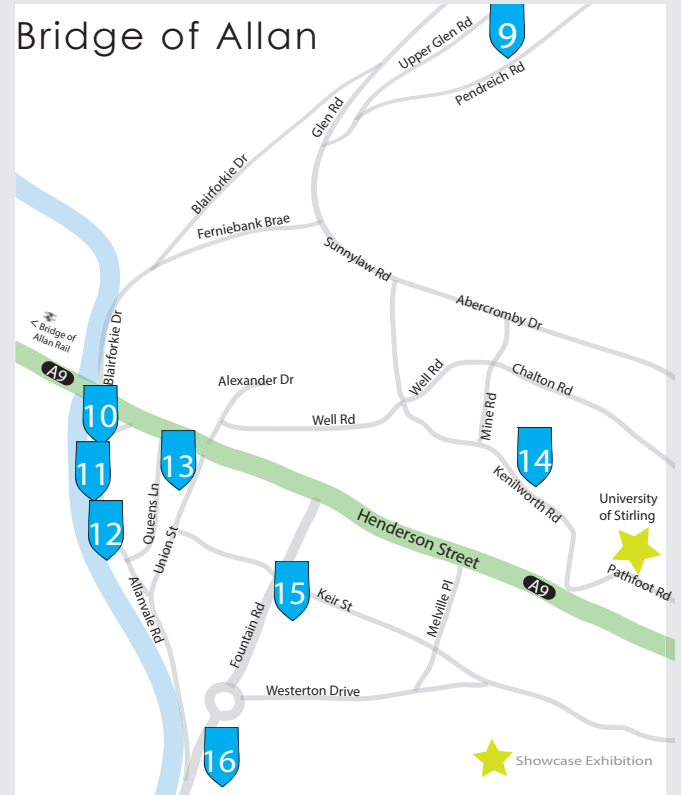 Bridge of Allan
9
Upper Glen Rd
Pendreich Rd
Glen Rd
Blairforkie Dr
Ferniebank Brae
Sunnylaw Rd
Abercromby Dr
< Bridge of
Allan Rail
Blairforkie Dr
A9
Alexander Dr
Well Rd
Well Rd
Chalton Rd
Mine Rd
10
11
12
13
14
Kenilworth Rd
University
of Stirling
Queens Ln
Union St
Henderson Street
A9
Pathfoot Rd
Allanvale Rd
15
Keir St
Fountain Rd
Melville Pl
Westerton Drive
16
Showcase Exhibition